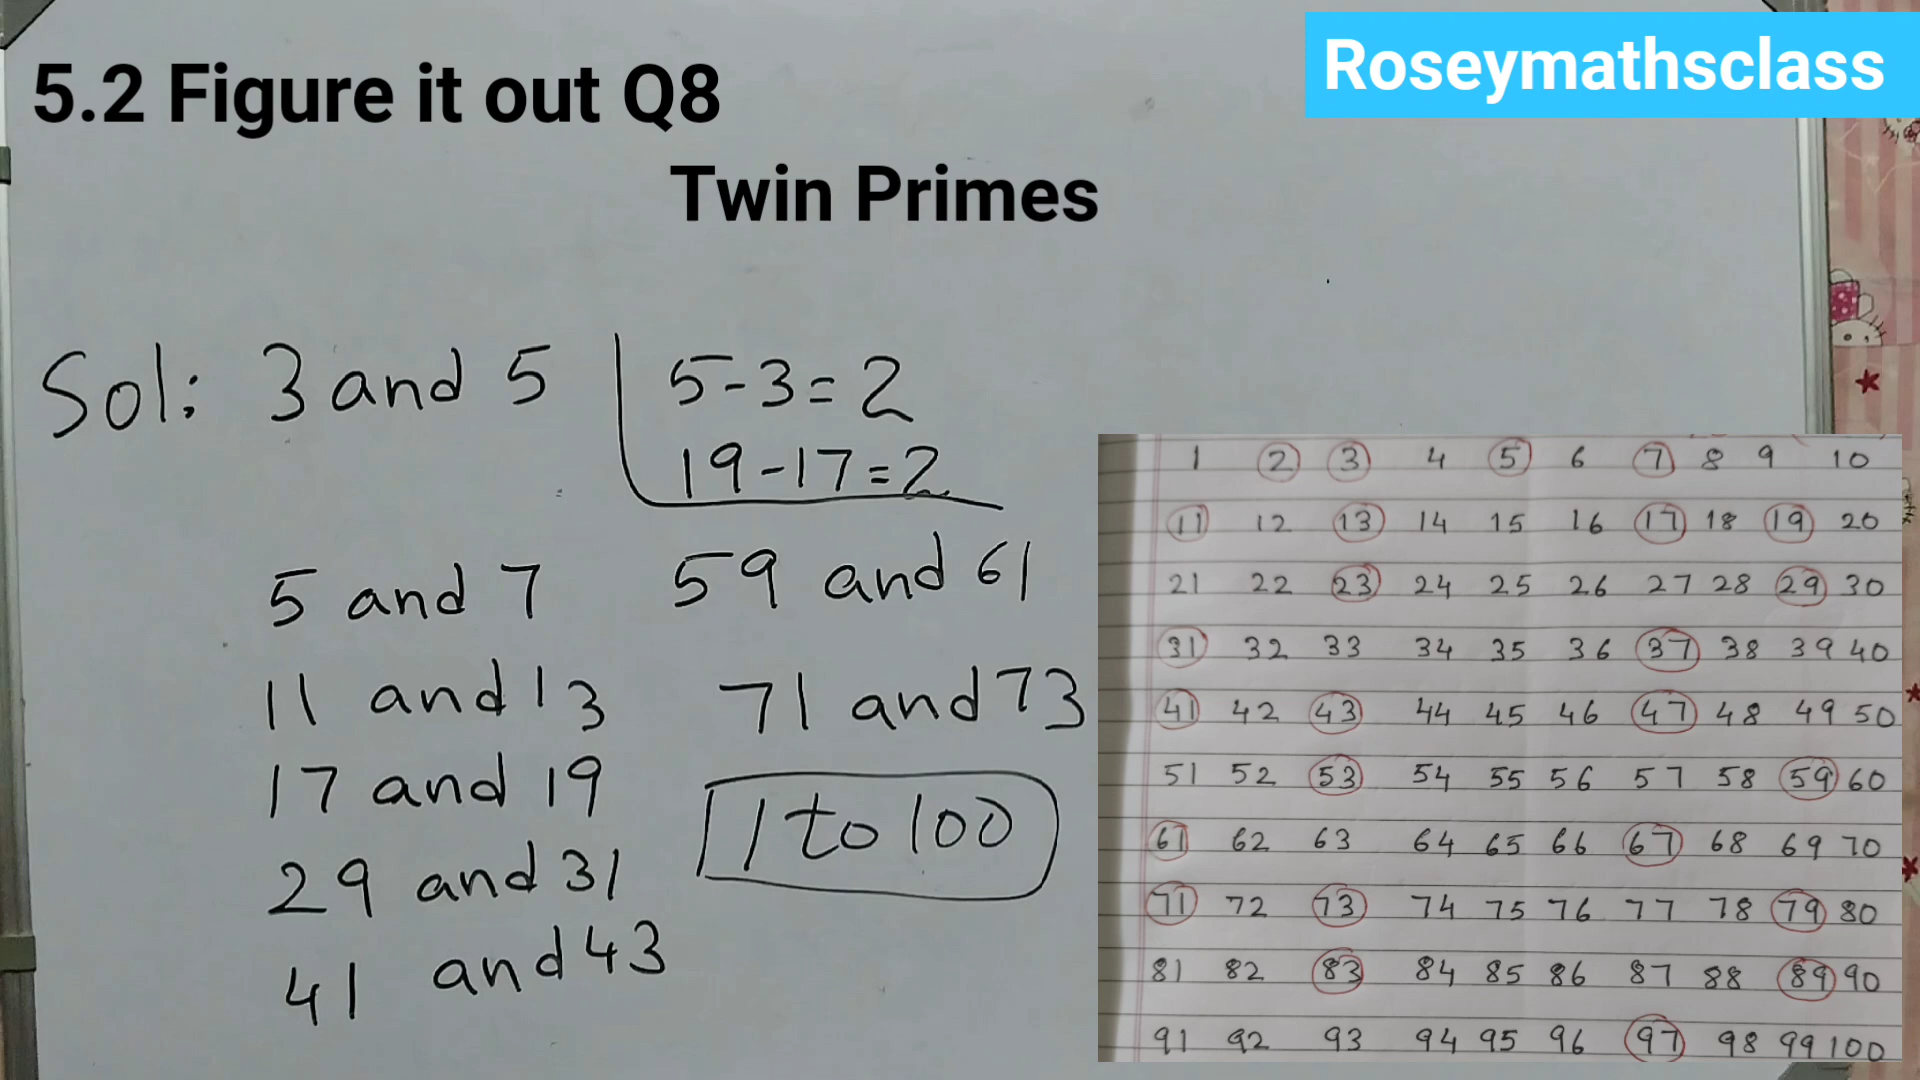 5.2 Figure it out Q8
Roseymathsclass
Twin Primes
Sol: 3 and 5
5-3=2
19-17=2
5 and 7
11 and 13
17 and 19
29 and 31
41 and 43
59 and 61
71 and 73
1 to 100
1 2 3 4 5 6 7 8 9 10
11 12 13 14 15 16 17 18 19 20
21 22 23 24 25 26 27 28 29 30
31 32 33 34 35 36 37 38 39 40
41 42 43 44 45 46 47 48 49 50
51 52 53 54 55 56 57 58 59 60
61 62 63 64 65 66 67 68 69 70
71 72 73 74 75 76 77 78 79 80
81 82 83 84 85 86 87 88 89 90
91 92 93 94 95 96 97 98 99 100